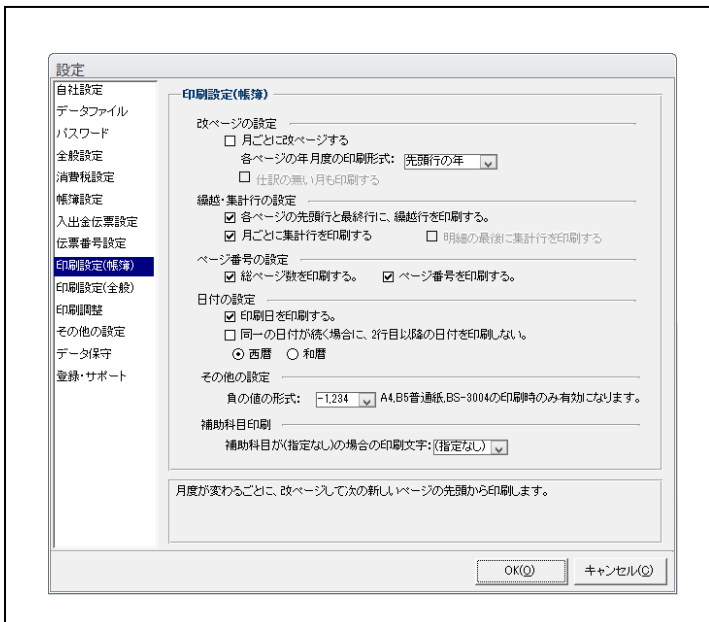 設定
自社設定
データファイル
パスワード
全般設定
消費税設定
帳簿設定
入出金伝票設定
伝票番号設定
印刷設定(帳簿)
印刷設定(全般)
印刷調整
その他の設定
データ保守
登録・サポート
印刷設定(帳簿)
改ページの設定
月ごとに改ページする
各ページの年月度の印刷形式: 先頭行の年
仕訳の無い月も印刷する
繰越・集計行の設定
各ページの先頭行と最終行に、繰越行を印刷する。
月ごとに集計行を印刷する 明細の最後に集計行を印刷する
ページ番号の設定
総ページ数を印刷する。 ページ番号を印刷する。
日付の設定
印刷日を印刷する。
同一の日付が続く場合に、2行目以降の日付を印刷しない。
西暦 和暦
その他の設定
負の値の形式: -1,234 A4,B5普通紙,BS-3004の印刷時のみ有効になります。
補助科目印刷
補助科目が(指定なし)の場合の印刷文字: (指定なし)
月度が変わるごとに、改ページして次の新しいページの先頭から印刷します。
OK(O) キャンセル(C)